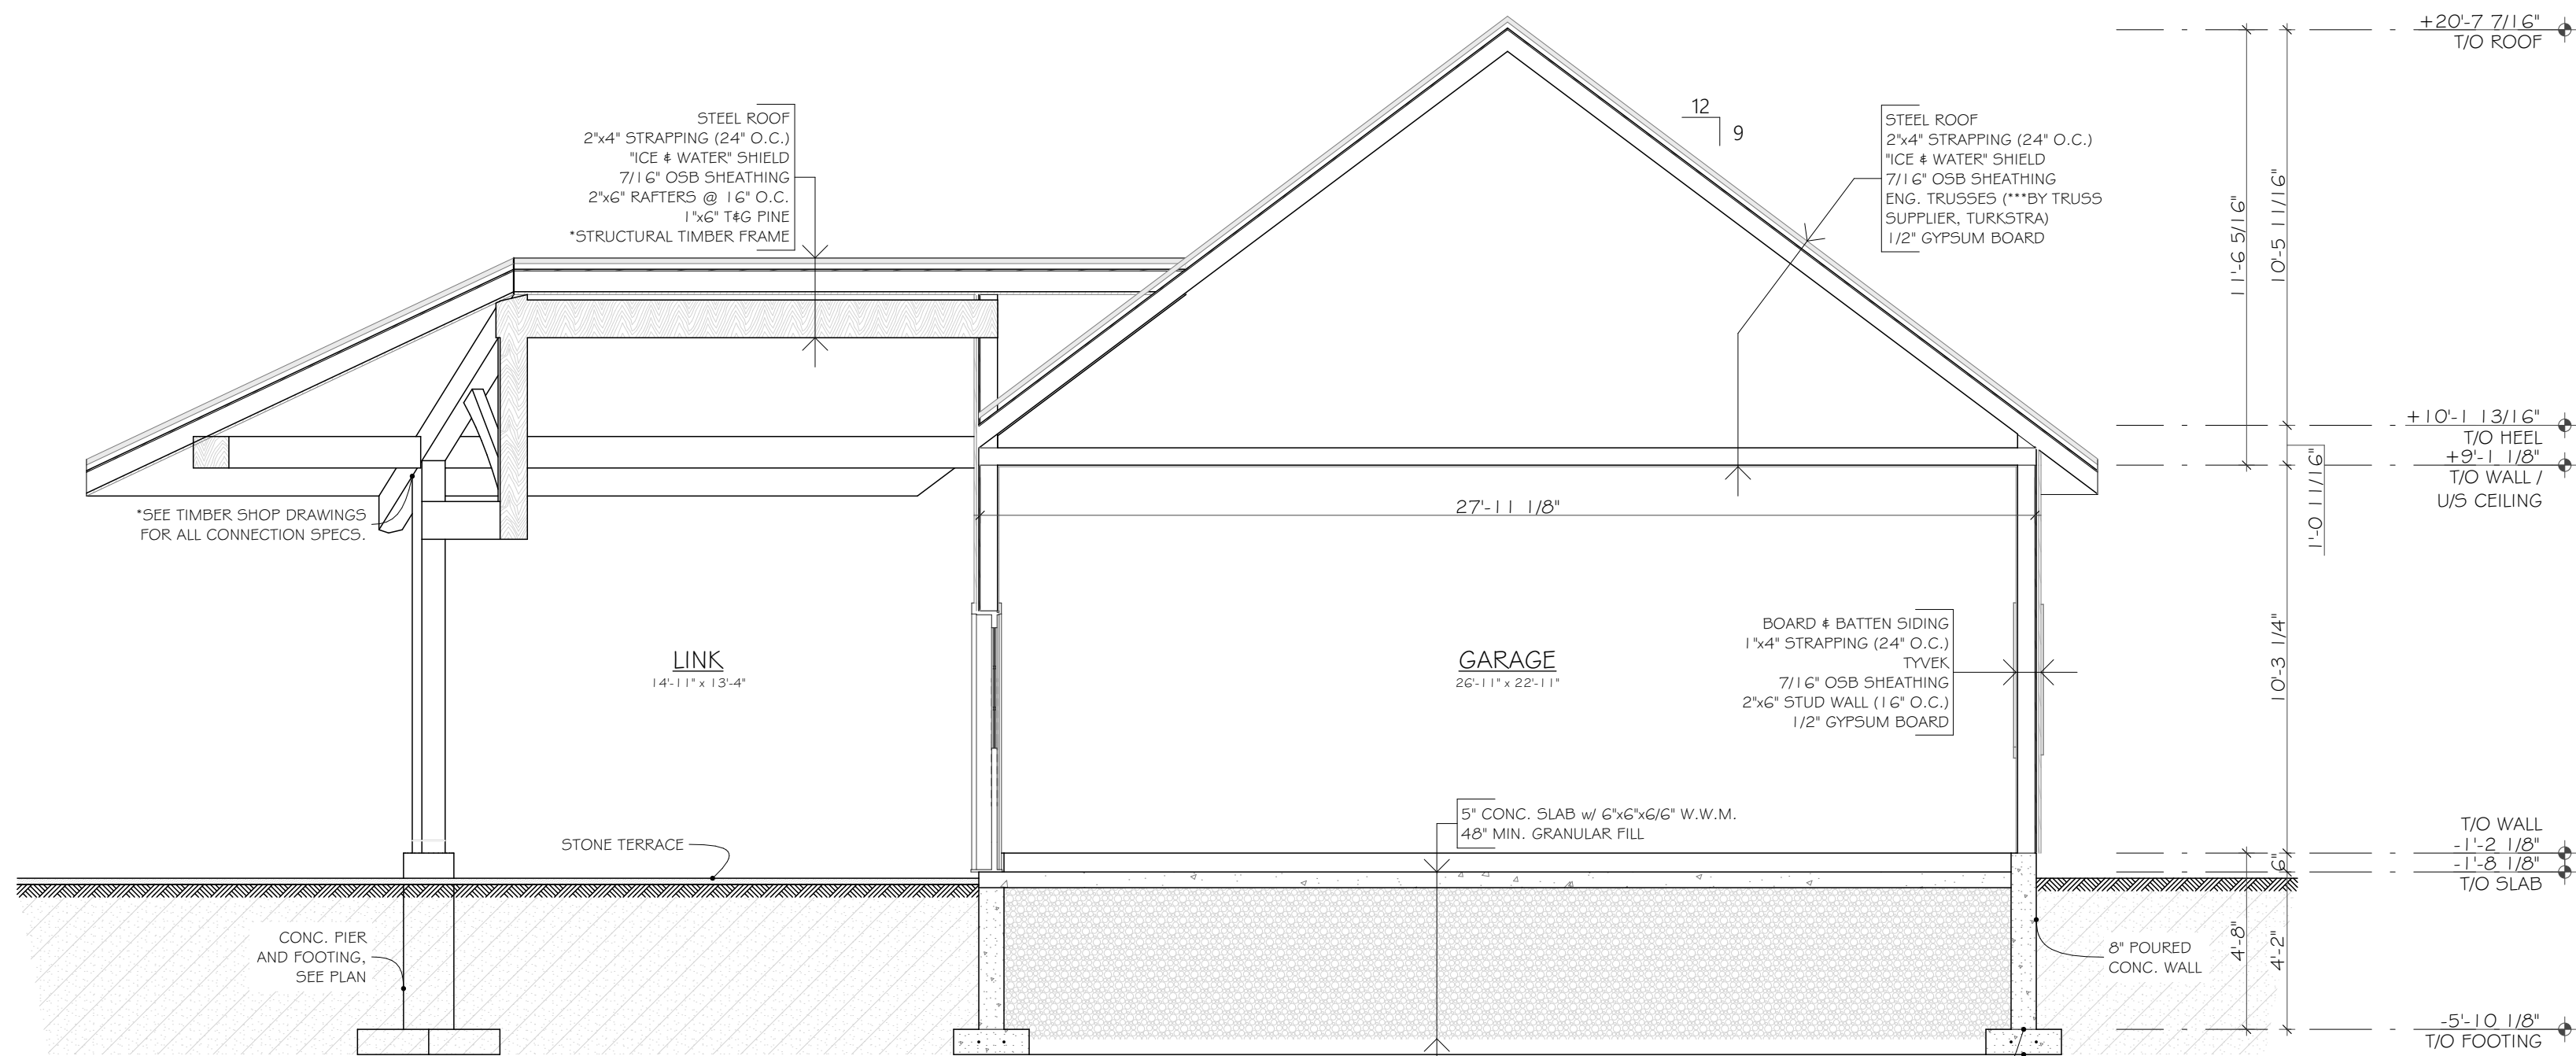 +20'-7 7/16"
T/O ROOF
STEEL ROOF
2"x4" STRAPPING (24" O.C.)
"ICE & WATER" SHIELD
7/16" OSB SHEATHING
2"x6" RAFTERS @ 16" O.C.
1"x6" T&G PINE
*STRUCTURAL TIMBER FRAME
12
9
STEEL ROOF
2"x4" STRAPPING (24" O.C.)
"ICE & WATER" SHIELD
7/16" OSB SHEATHING
ENG. TRUSSES (***BY TRUSS
SUPPLIER, TURKSTRA)
1/2" GYPSUM BOARD
11'-6 5/16"
10'-5 11/16"
+10'-1 13/16"
T/O HEEL
+9'-1 1/8"
T/O WALL /
U/S CEILING
1'-0 11/16"
*SEE TIMBER SHOP DRAWINGS
FOR ALL CONNECTION SPECS.
27'-11 1/8"
LINK
14'-11" x 13'-4"
GARAGE
26'-11" x 22'-11"
BOARD & BATTEN SIDING
1"x4" STRAPPING (24" O.C.)
TYVEK
7/16" OSB SHEATHING
2"x6" STUD WALL (16" O.C.)
1/2" GYPSUM BOARD
10'-3 1/4"
5" CONC. SLAB w/ 6"x6"x6/6" W.W.M.
48" MIN. GRANULAR FILL
STONE TERRACE
T/O WALL
-1'-2 1/8"
-1'-8 1/8"
T/O SLAB
6"
CONC. PIER
AND FOOTING,
SEE PLAN
8" POURED
CONC. WALL
4'-8"
4'-2"
-5'-10 1/8"
T/O FOOTING